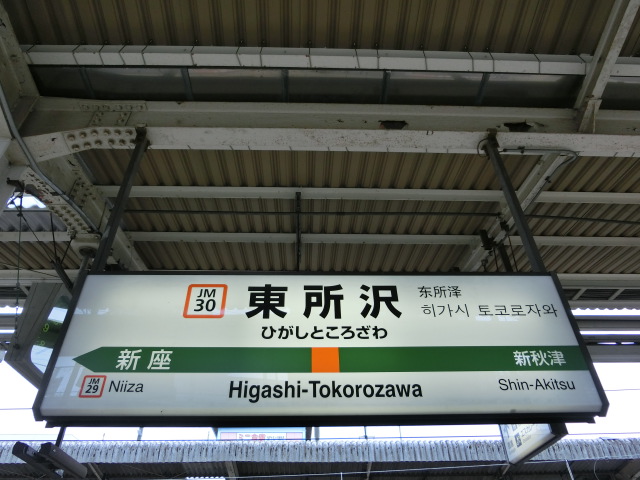 JM
30
東所沢
东所泽
히가시 토코로자와
ひがしところざわ
新座
新秋津
JM
29
Niiza
Higashi-Tokorozawa
Shin-Akitsu